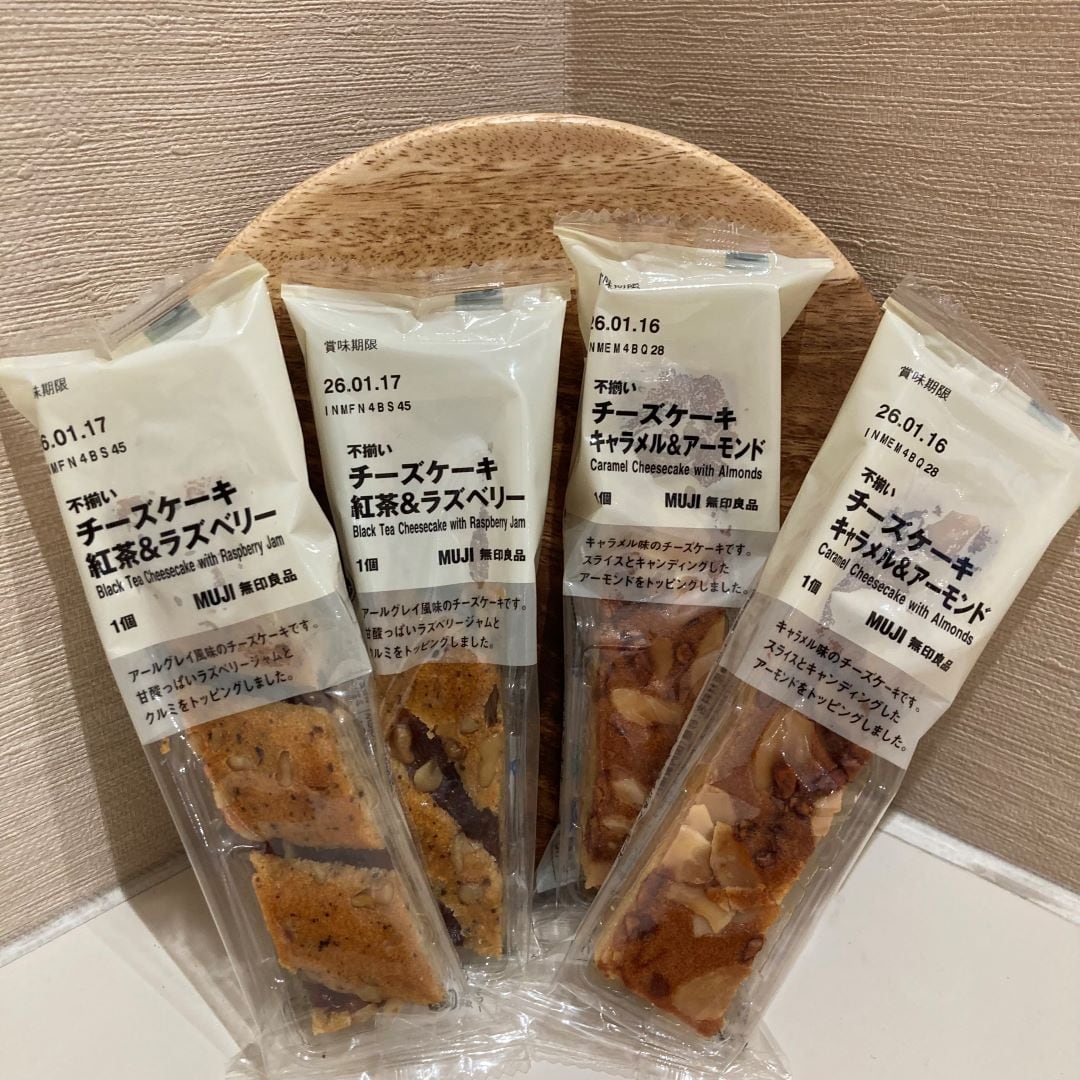 味期限
6.01.17
MFN4BS45
不揃い
チーズケーキ
紅茶&ラズベリー
Black Tea Cheesecake with Raspberry Jam
1個 MUJI 無印良品
アールグレイ風味のチーズケーキです。
甘酸っぱいラズベリージャムと
クルミをトッピングしました。
賞味期限
26.01.17
INMFN4BS45
不揃い
チーズケーキ
紅茶&ラズベリー
Black Tea Cheesecake with Raspberry Jam
1個 MUJI 無印良品
アールグレイ風味のチーズケーキです。
甘酸っぱいラズベリージャムと
クルミをトッピングしました。
26.01.16
NMEM4BQ28
不揃い
チーズケーキ
キャラメル&アーモンド
Caramel Cheesecake with Almonds
1個 MUJI 無印良品
キャラメル味のチーズケーキです。
スライスとキャンディングした
アーモンドをトッピングしました。
賞味期限
26.01.16
INMEM4BQ28
不揃い
チーズケーキ
キャラメル&アーモンド
Caramel Cheesecake with Almonds
1個 MUJI 無印良品
キャラメル味のチーズケーキです。
スライスとキャンディングした
アーモンドをトッピングしました。